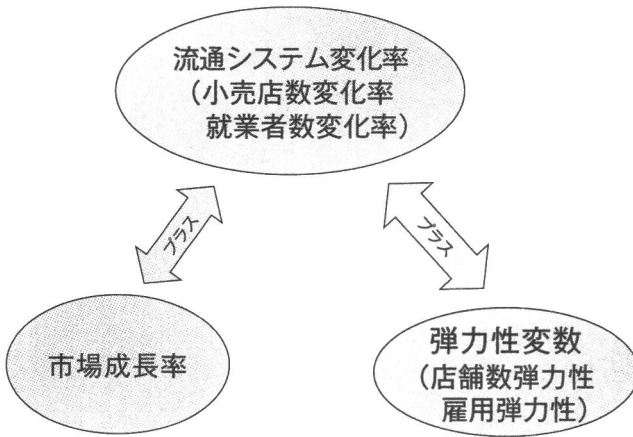 流通システム変化率
（小売店数変化率
就業者数変化率）
プラス
プラス
市場成長率
弾力性変数
（店舗数弾力性
雇用弾力性）